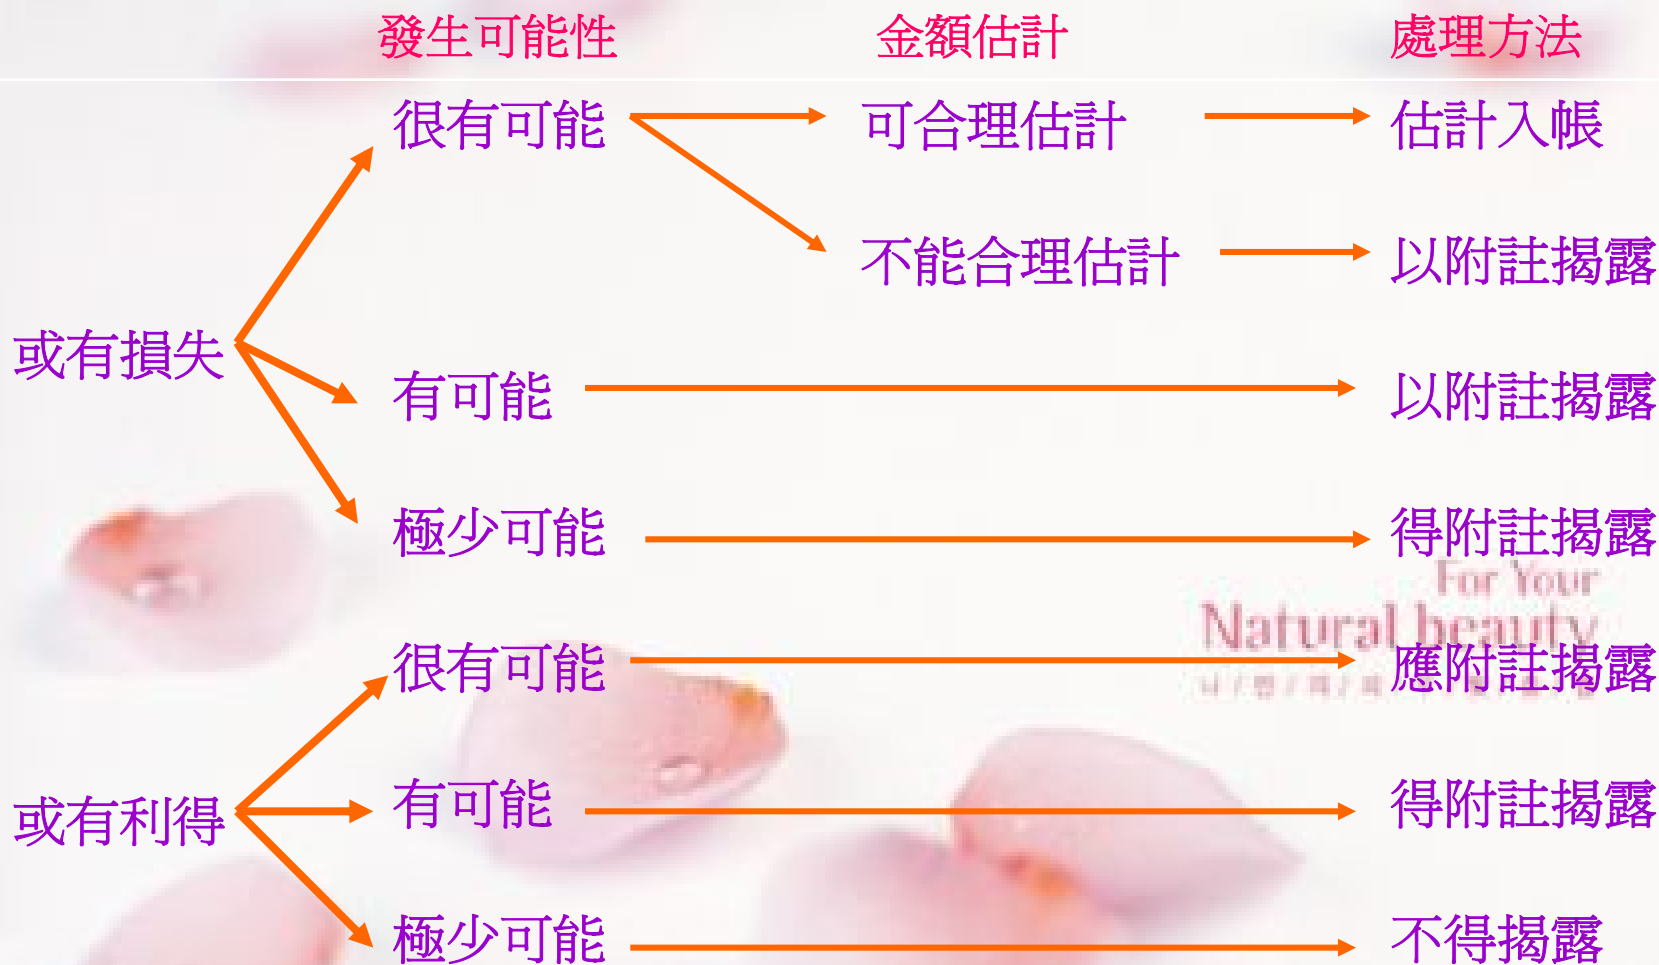 發生可能性 金額估計 處理方法
很有可能 可合理估計 估計入帳
不能合理估計 以附註揭露
或有損失
有可能 以附註揭露
極少可能 得附註揭露
For Your
Natural beauty
很有可能 應附註揭露
或有利得
有可能 得附註揭露
極少可能 不得揭露